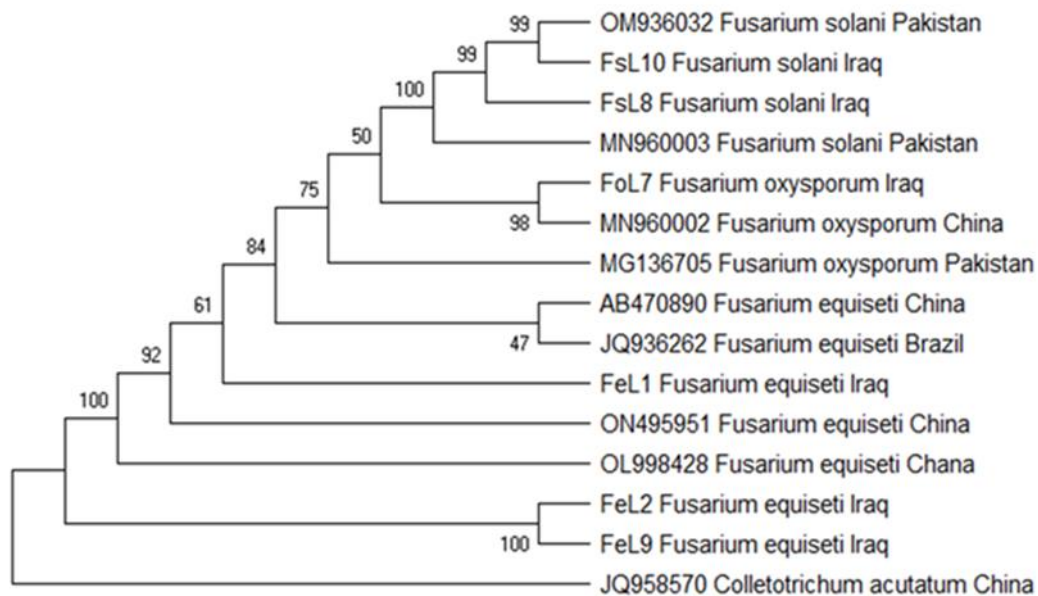 99 OM936032 Fusarium solani Pakistan
99 FsL10 Fusarium solani Iraq
100 FsL8 Fusarium solani Iraq
50 MN960003 Fusarium solani Pakistan
75 FoL7 Fusarium oxysporum Iraq
98 MN960002 Fusarium oxysporum China
84 MG136705 Fusarium oxysporum Pakistan
61 AB470890 Fusarium equiseti China
47 JQ936262 Fusarium equiseti Brazil
92 FeL1 Fusarium equiseti Iraq
100 ON495951 Fusarium equiseti China
OL998428 Fusarium equiseti Chana
FeL2 Fusarium equiseti Iraq
100 FeL9 Fusarium equiseti Iraq
JQ958570 Colletotrichum acutatum China